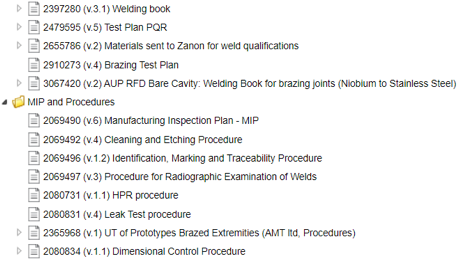 2397280 (v.3.1) Welding book
2479595 (v.5) Test Plan PQR
2655786 (v.2) Materials sent to Zanon for weld qualifications
2910273 (v.4) Brazing Test Plan
3067420 (v.2) AUP RFD Bare Cavity: Welding Book for brazing joints (Niobium to Stainless Steel)
MIP and Procedures
2069490 (v.6) Manufacturing Inspection Plan - MIP
2069492 (v.4) Cleaning and Etching Procedure
2069496 (v.1.2) Identification, Marking and Traceability Procedure
2069497 (v.3) Procedure for Radiographic Examination of Welds
2080731 (v.1.1) HPR procedure
2080831 (v.4) Leak Test procedure
2365968 (v.1) UT of Prototypes Brazed Extremities (AMT ltd, Procedures)
2080834 (v.1.1) Dimensional Control Procedure